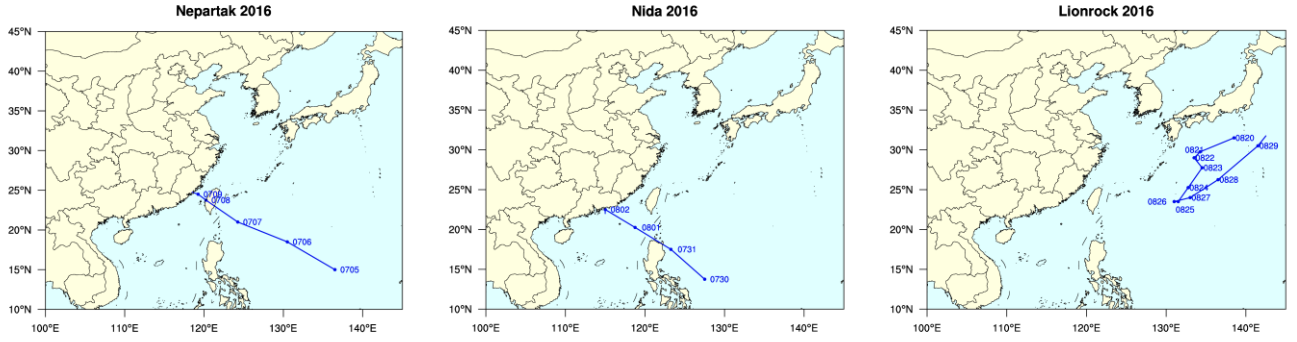 Nepartak 2016
45°N
40°N
35°N
30°N
25°N
20°N
15°N
10°N
0709
0708
0707
0706
0705
100°E 110°E 120°E 130°E 140°E
Nida 2016
45°N
40°N
35°N
30°N
25°N
20°N
15°N
10°N
0802
0801
0731
0730
100°E 110°E 120°E 130°E 140°E
Lionrock 2016
45°N
40°N
35°N
30°N
25°N
20°N
15°N
10°N
0820
0821
0829
0822
0823
0828
0824
0827
0826
0825
100°E 110°E 120°E 130°E 140°E